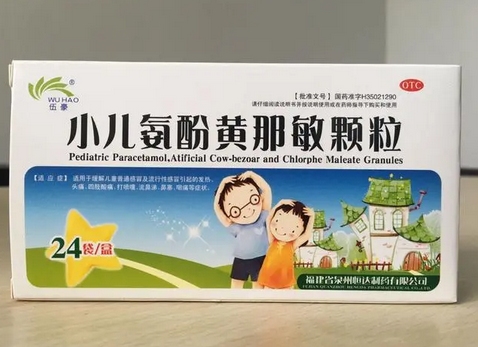 WU HAO
伍豪
【批准文号】国药准字H35021290
OTC
请仔细阅读说明书并按说明使用或在药师指导下购买和使用
小儿氨酚黄那敏颗粒
Pediatric Paracetamol,Atificial Cow-bezoar and Chlorphe Maleate Granules
【适应症】适用于缓解儿童普通感冒及流行性感冒引起的发热、
头痛、四肢酸痛、打喷嚏、流鼻涕、鼻塞、咽痛等症状。
24袋/盒
福建省泉州恒达制药有限公司
FUJIAN QUANZHOU HENGDA PHARMACEUTICAL CO.,LTD.